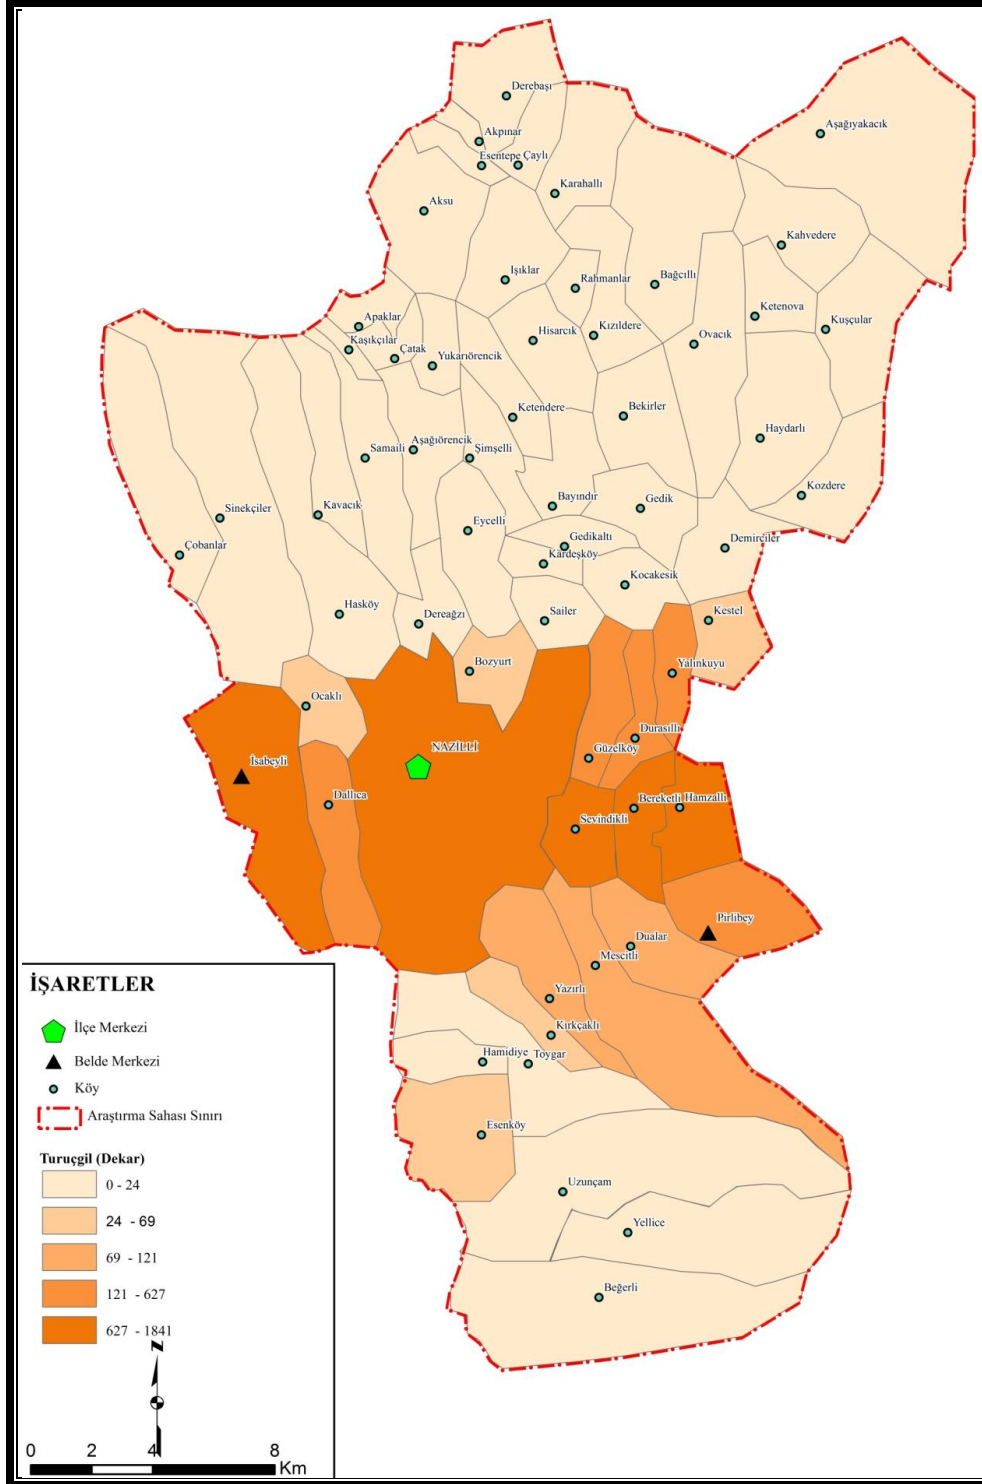 Derebaşı
Aşağıyakacık
Akpınar
Esentepe
Çaylı
Karahallı
Aksu
Kahvedere
Işıklar
Rahmanlar
Bağcıllı
Ketenova
Kuşçular
Apaklar
Kaşıkçılar
Çatak
Yukarıörencik
Hisarcık
Kızıldere
Ovacık
Ketendere
Bekirler
Haydarlı
Samaili
Aşağıörencik
Şimşelli
Kozdere
Sinekçiler
Kavacık
Bayındır
Gedik
Eycelli
Gedikaltı
Kardeşköy
Demirciler
Çobanlar
Kocakesik
Hasköy
Dereağzı
Sailer
Kestel
Bozyurt
Yalınkuyu
Ocaklı
Durasıllı
NAZİLLİ
Güzelköy
İsabeyli
Dallıca
Sevindikli
Bereketli
Hamzallı
Pirlibey
Dualar
Mescitli
Yazırlı
Kırkçaklı
Hamidiye
Toygar
Esenköy
Uzunçam
Yellice
Beğerli
İŞARETLER
İlçe Merkezi
Belde Merkezi
Köy
Araştırma Sahası Sınırı
Turuçgil (Dekar)
0 - 24
24 - 69
69 - 121
121 - 627
627 - 1841
N
0 2 4 8
Km